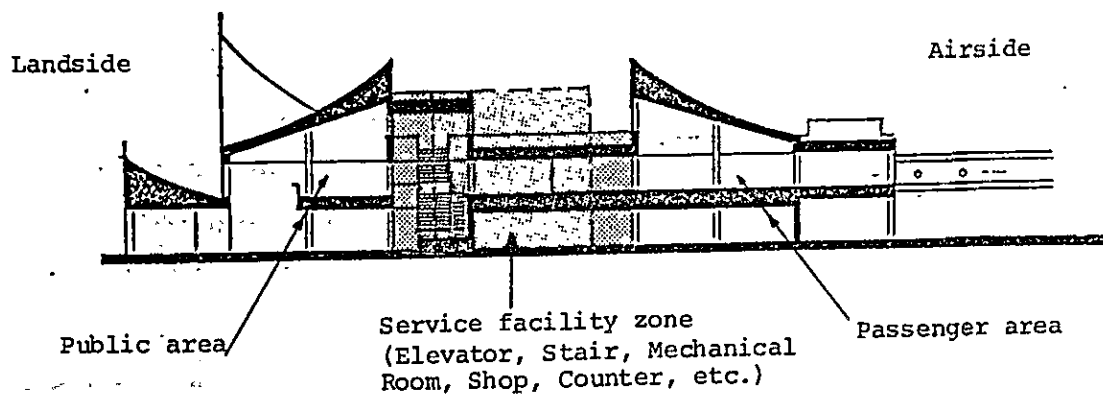 Landside
Airside
Public area
Service facility zone
(Elevator, Stair, Mechanical
Room, Shop, Counter, etc.)
Passenger area